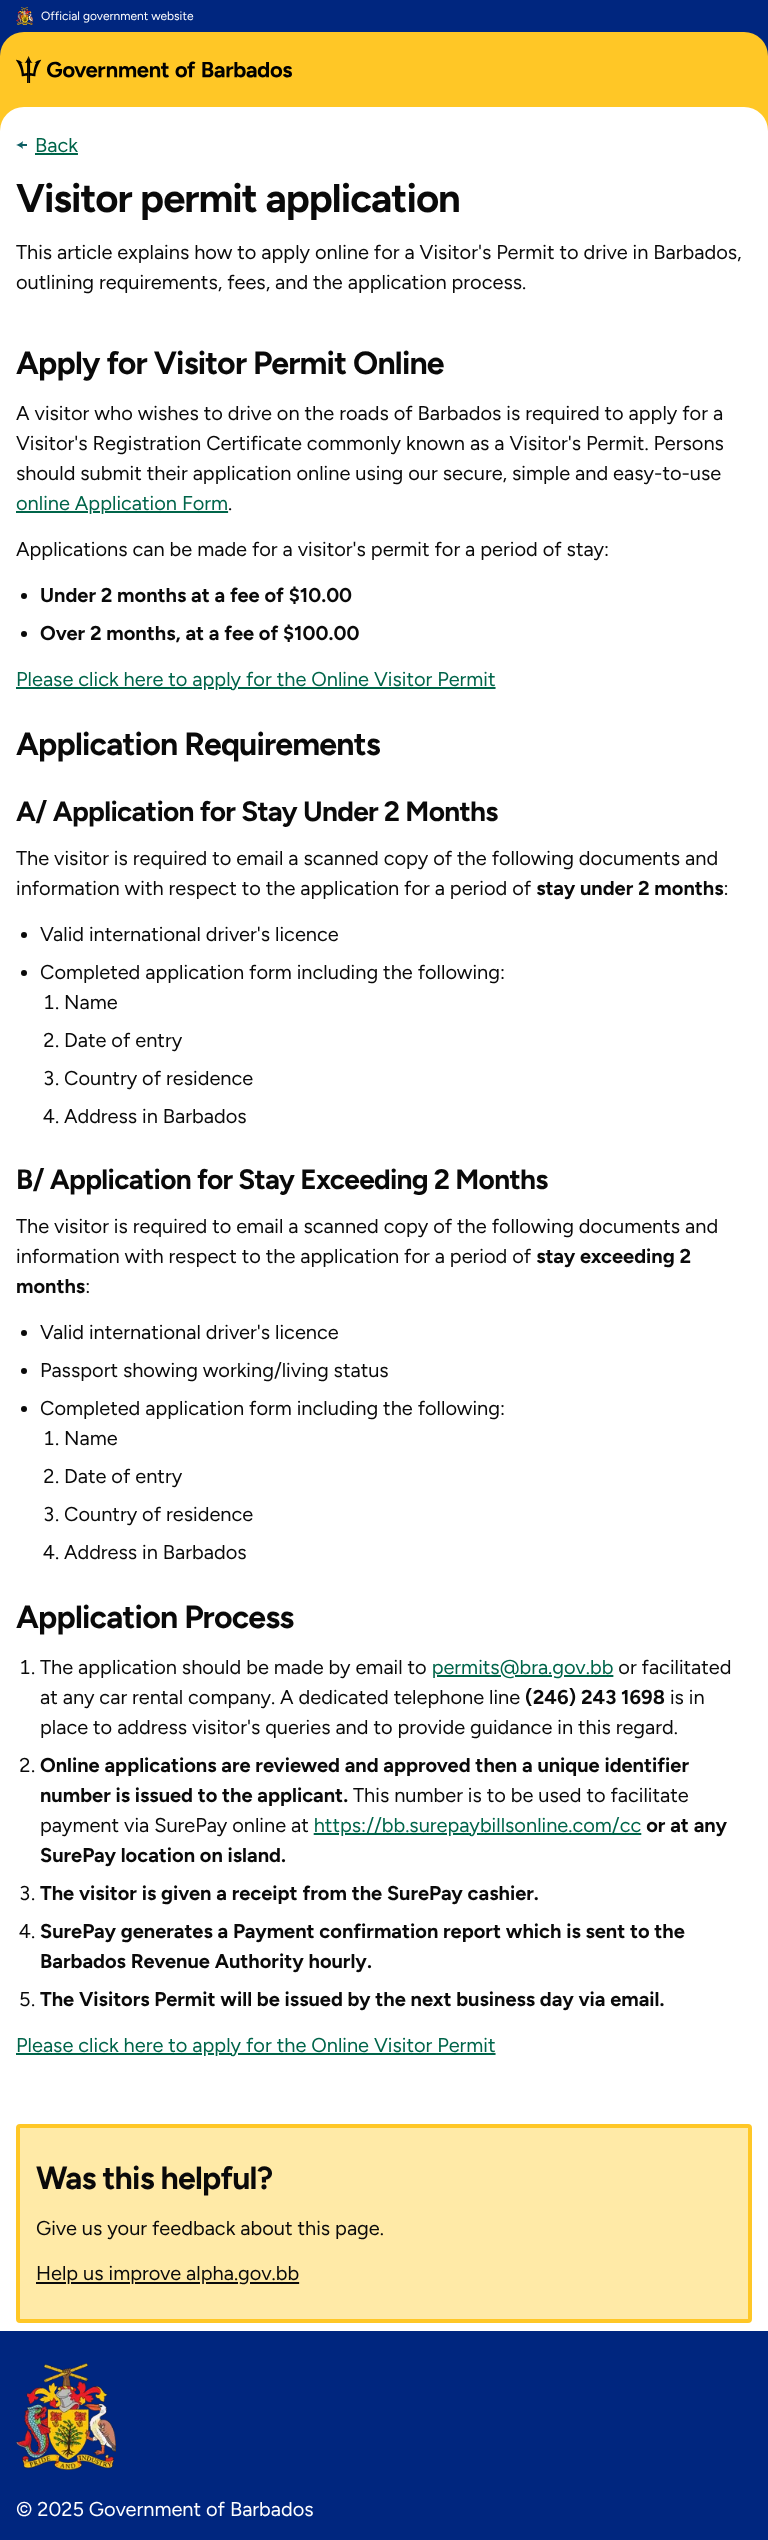 Official government website
Government of Barbados
Back
Visitor permit application
This article explains how to apply online for a Visitor's Permit to drive in Barbados,
outlining requirements, fees, and the application process.
Apply for Visitor Permit Online
A visitor who wishes to drive on the roads of Barbados is required to apply for a
Visitor's Registration Certificate commonly known as a Visitor's Permit. Persons
should submit their application online using our secure, simple and easy-to-use
online Application Form.
Applications can be made for a visitor's permit for a period of stay:
• Under 2 months at a fee of $10.00
• Over 2 months, at a fee of $100.00
Please click here to apply for the Online Visitor Permit
Application Requirements
A/ Application for Stay Under 2 Months
The visitor is required to email a scanned copy of the following documents and
information with respect to the application for a period of stay under 2 months:
• Valid international driver's licence
• Completed application form including the following:
1. Name
2. Date of entry
3. Country of residence
4. Address in Barbados
B/ Application for Stay Exceeding 2 Months
The visitor is required to email a scanned copy of the following documents and
information with respect to the application for a period of stay exceeding 2
months:
• Valid international driver's licence
• Passport showing working/living status
• Completed application form including the following:
1. Name
2. Date of entry
3. Country of residence
4. Address in Barbados
Application Process
1. The application should be made by email to permits@bra.gov.bb or facilitated
at any car rental company. A dedicated telephone line (246) 243 1698 is in
place to address visitor's queries and to provide guidance in this regard.
2. Online applications are reviewed and approved then a unique identifier
number is issued to the applicant. This number is to be used to facilitate
payment via SurePay online at https://bb.surepaybillsonline.com/cc or at any
SurePay location on island.
3. The visitor is given a receipt from the SurePay cashier.
4. SurePay generates a Payment confirmation report which is sent to the
Barbados Revenue Authority hourly.
5. The Visitors Permit will be issued by the next business day via email.
Please click here to apply for the Online Visitor Permit
Was this helpful?
Give us your feedback about this page.
Help us improve alpha.gov.bb
PRIDE AND INDUSTRY
© 2025 Government of Barbados